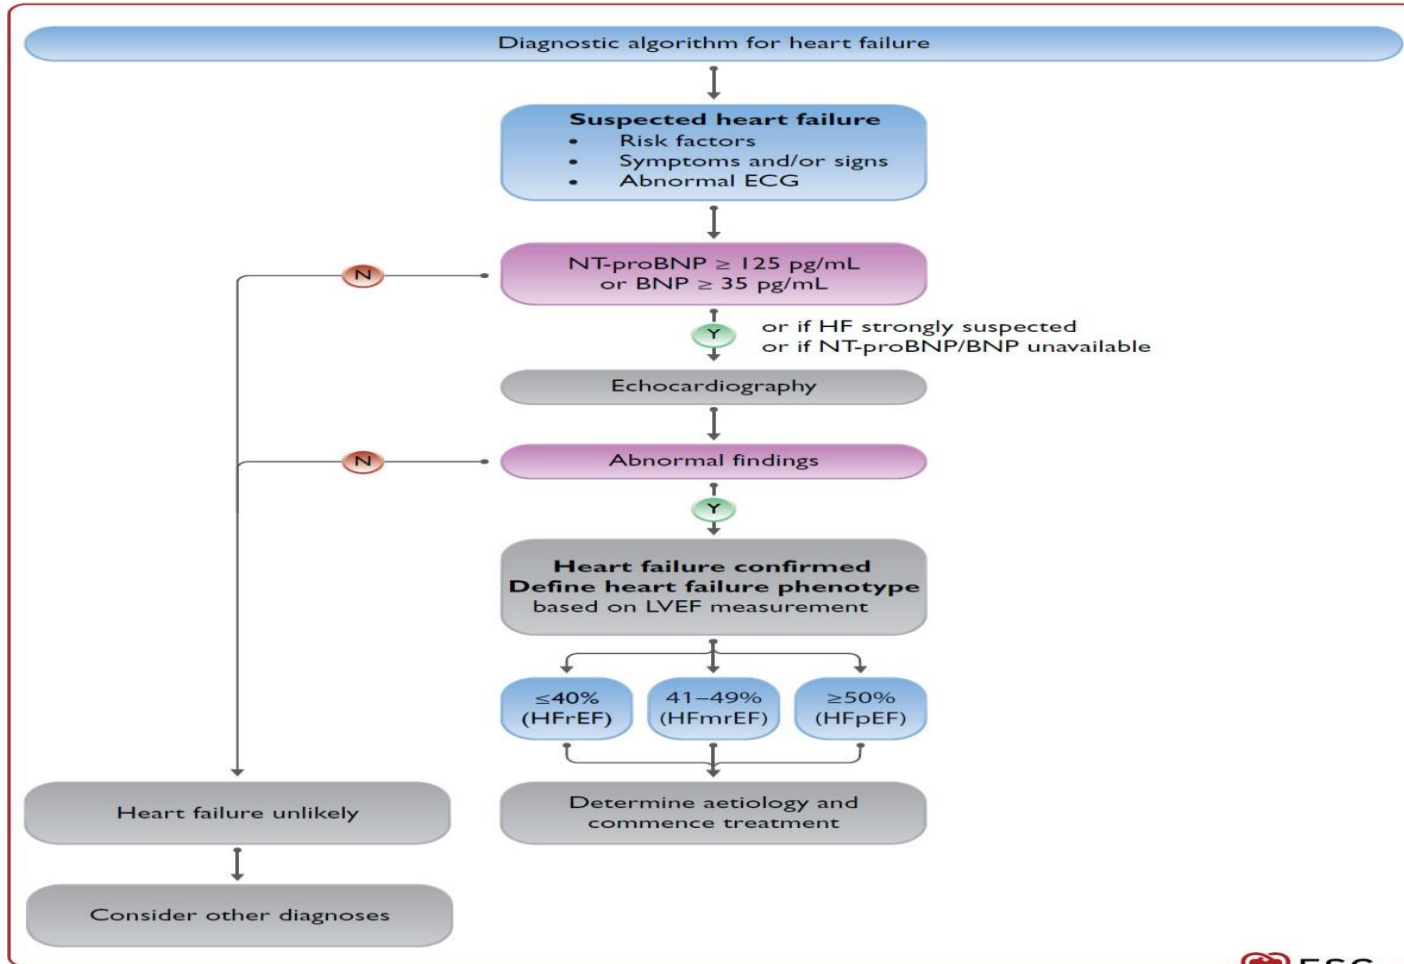 Diagnostic algorithm for heart failure
Suspected heart failure
• Risk factors
• Symptoms and/or signs
• Abnormal ECG
N
NT-proBNP ≥ 125 pg/mL
or BNP ≥ 35 pg/mL
Y
or if HF strongly suspected
or if NT-proBNP/BNP unavailable
Echocardiography
N
Abnormal findings
Y
Heart failure confirmed
Define heart failure phenotype
based on LVEF measurement
≤40%
(HFrEF)
41–49%
(HFmrEF)
≥50%
(HFpEF)
Heart failure unlikely
Determine aetiology and
commence treatment
Consider other diagnoses
ESC